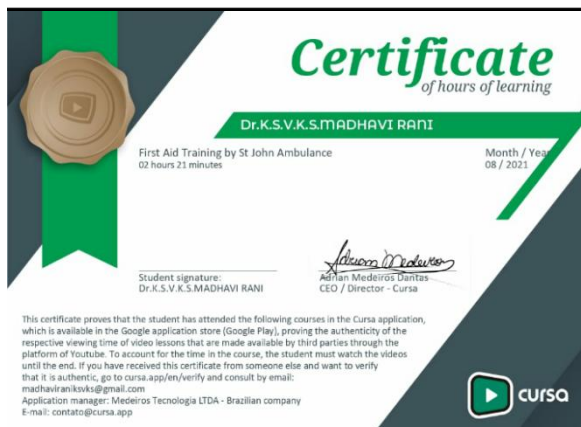 Certificate
of hours of learning
Dr.K.S.V.K.S.MADHAVI RANI
First Aid Training by St John Ambulance
02 hours 21 minutes
Month / Year
08 / 2021
Adriam Medeiros
Student signature:
Dr.K.S.V.K.S.MADHAVI RANI
Adrian Medeiros Dantas
CEO / Director - Cursa
This certificate proves that the student has attended the following courses in the Cursa application,
which is available in the Google application store (Google Play), proving the authenticity of the
respective viewing time of video lessons that are made available by third parties through the
platform of Youtube. To account for the time in the course, the student must watch the videos
until the end. If you have received this certificate from someone else and want to verify
that it is authentic, go to cursa.app/en/verify and consult by email:
madhaviraniksvks@gmail.com
Application manager: Medeiros Tecnologia LTDA - Brazilian company
E-mail: contato@cursa.app
cursa